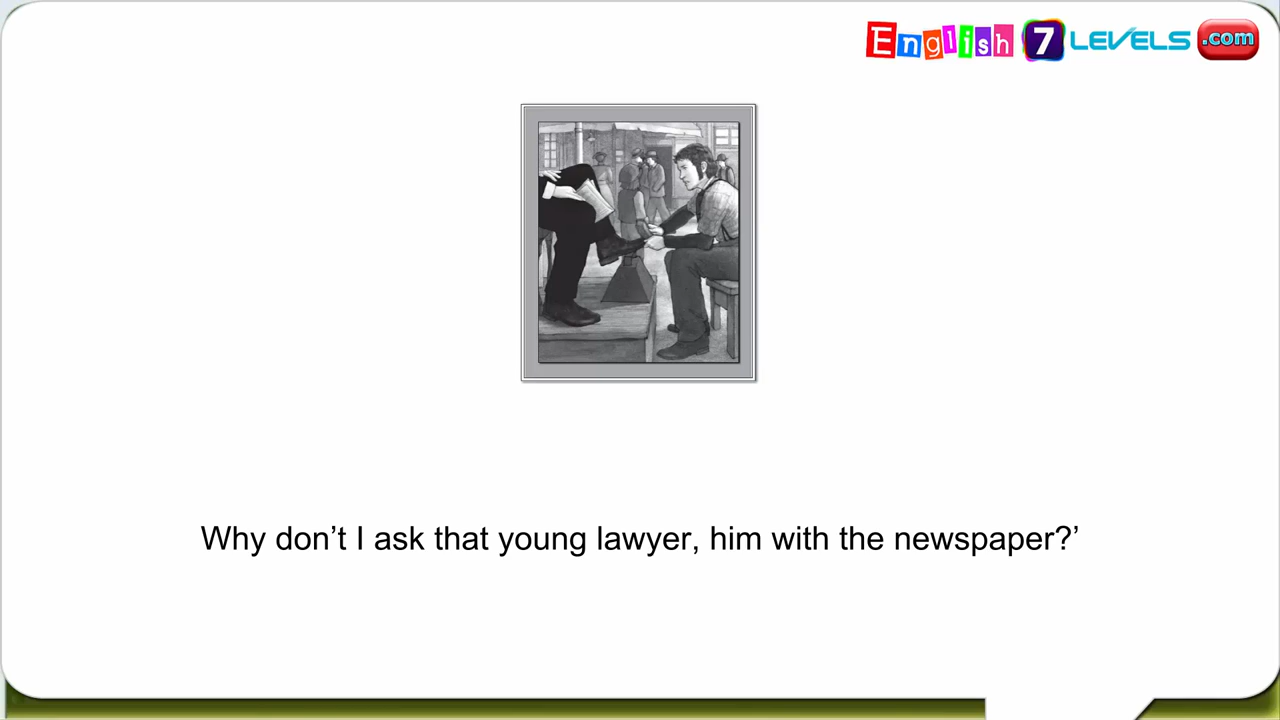 English 7 LEVELS .com
Why don’t I ask that young lawyer, him with the newspaper?’